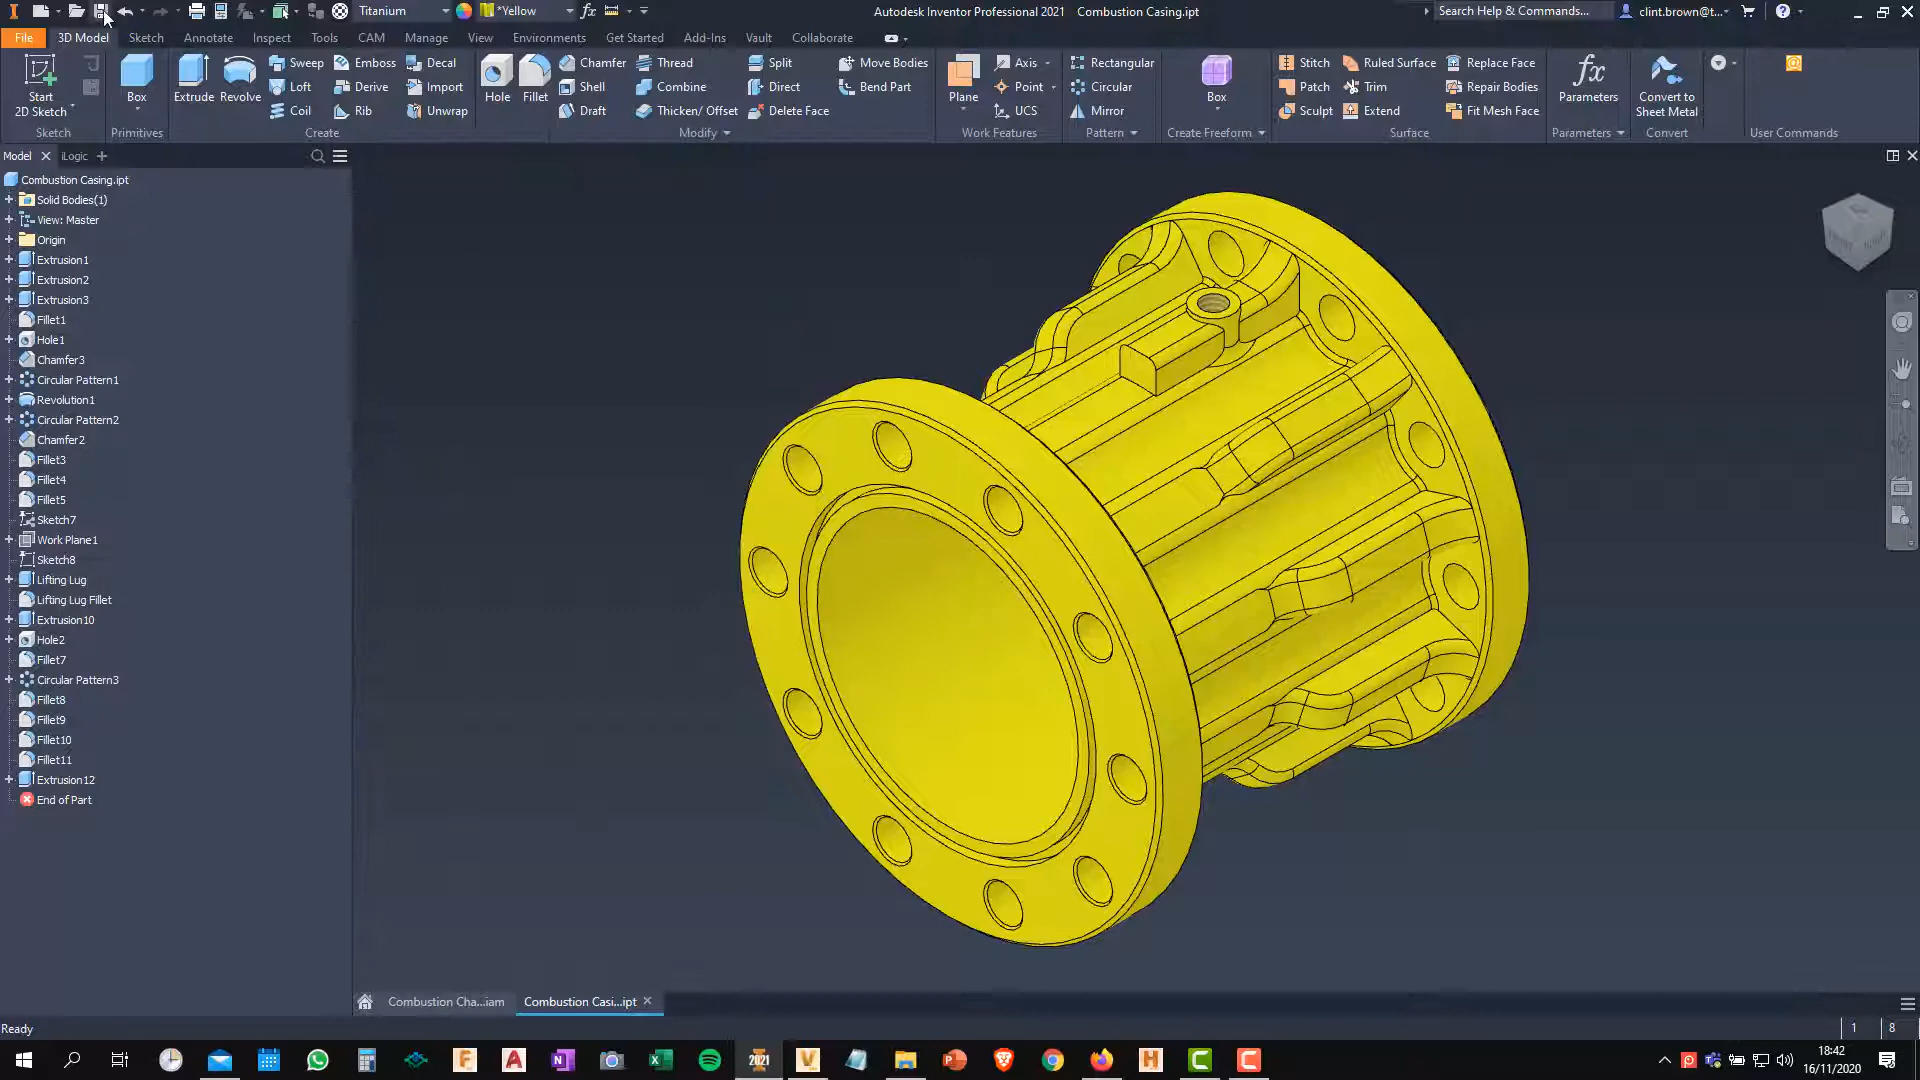 Titanium
*Yellow
Autodesk Inventor Professional 2021 Combustion Casing.ipt
Search Help & Commands...
clint.brown@t...
File 3D Model Sketch Annotate Inspect Tools CAM Manage View Environments Get Started Add-Ins Vault Collaborate
Start
2D Sketch
Box
Extrude
Revolve
Sweep
Loft
Coil
Emboss
Derive
Rib
Decal
Import
Unwrap
Hole
Fillet
Chamfer
Shell
Draft
Thread
Combine
Thicken/ Offset
Split
Direct
Delete Face
Move Bodies
Bend Part
Plane
Axis
Point
UCS
Rectangular
Circular
Mirror
Box
Stitch
Patch
Sculpt
Ruled Surface
Trim
Extend
Replace Face
Repair Bodies
Fit Mesh Face
fx
Parameters
Convert to
Sheet Metal
Sketch Primitives Create Modify Work Features Pattern Create Freeform Surface Parameters Convert User Commands
Model iLogic
Combustion Casing.ipt
Solid Bodies(1)
View: Master
Origin
Extrusion1
Extrusion2
Extrusion3
Fillet1
Hole1
Chamfer3
Circular Pattern1
Revolution1
Circular Pattern2
Chamfer2
Fillet3
Fillet4
Fillet5
Sketch7
Work Plane1
Sketch8
Lifting Lug
Lifting Lug Fillet
Extrusion10
Hole2
Fillet7
Circular Pattern3
Fillet8
Fillet9
Fillet10
Fillet11
Extrusion12
End of Part
Combustion Cha...iam
Combustion Casi...ipt
Ready
1 8
2021
18:42
16/11/2020